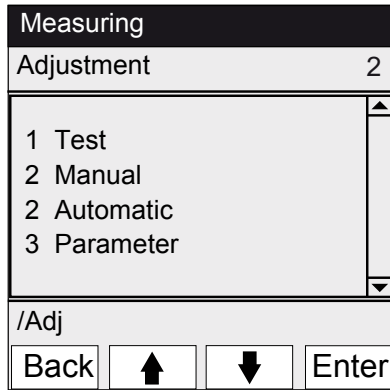 Measuring
Adjustment 2
1 Test
2 Manual
2 Automatic
3 Parameter
/Adj
Back Enter